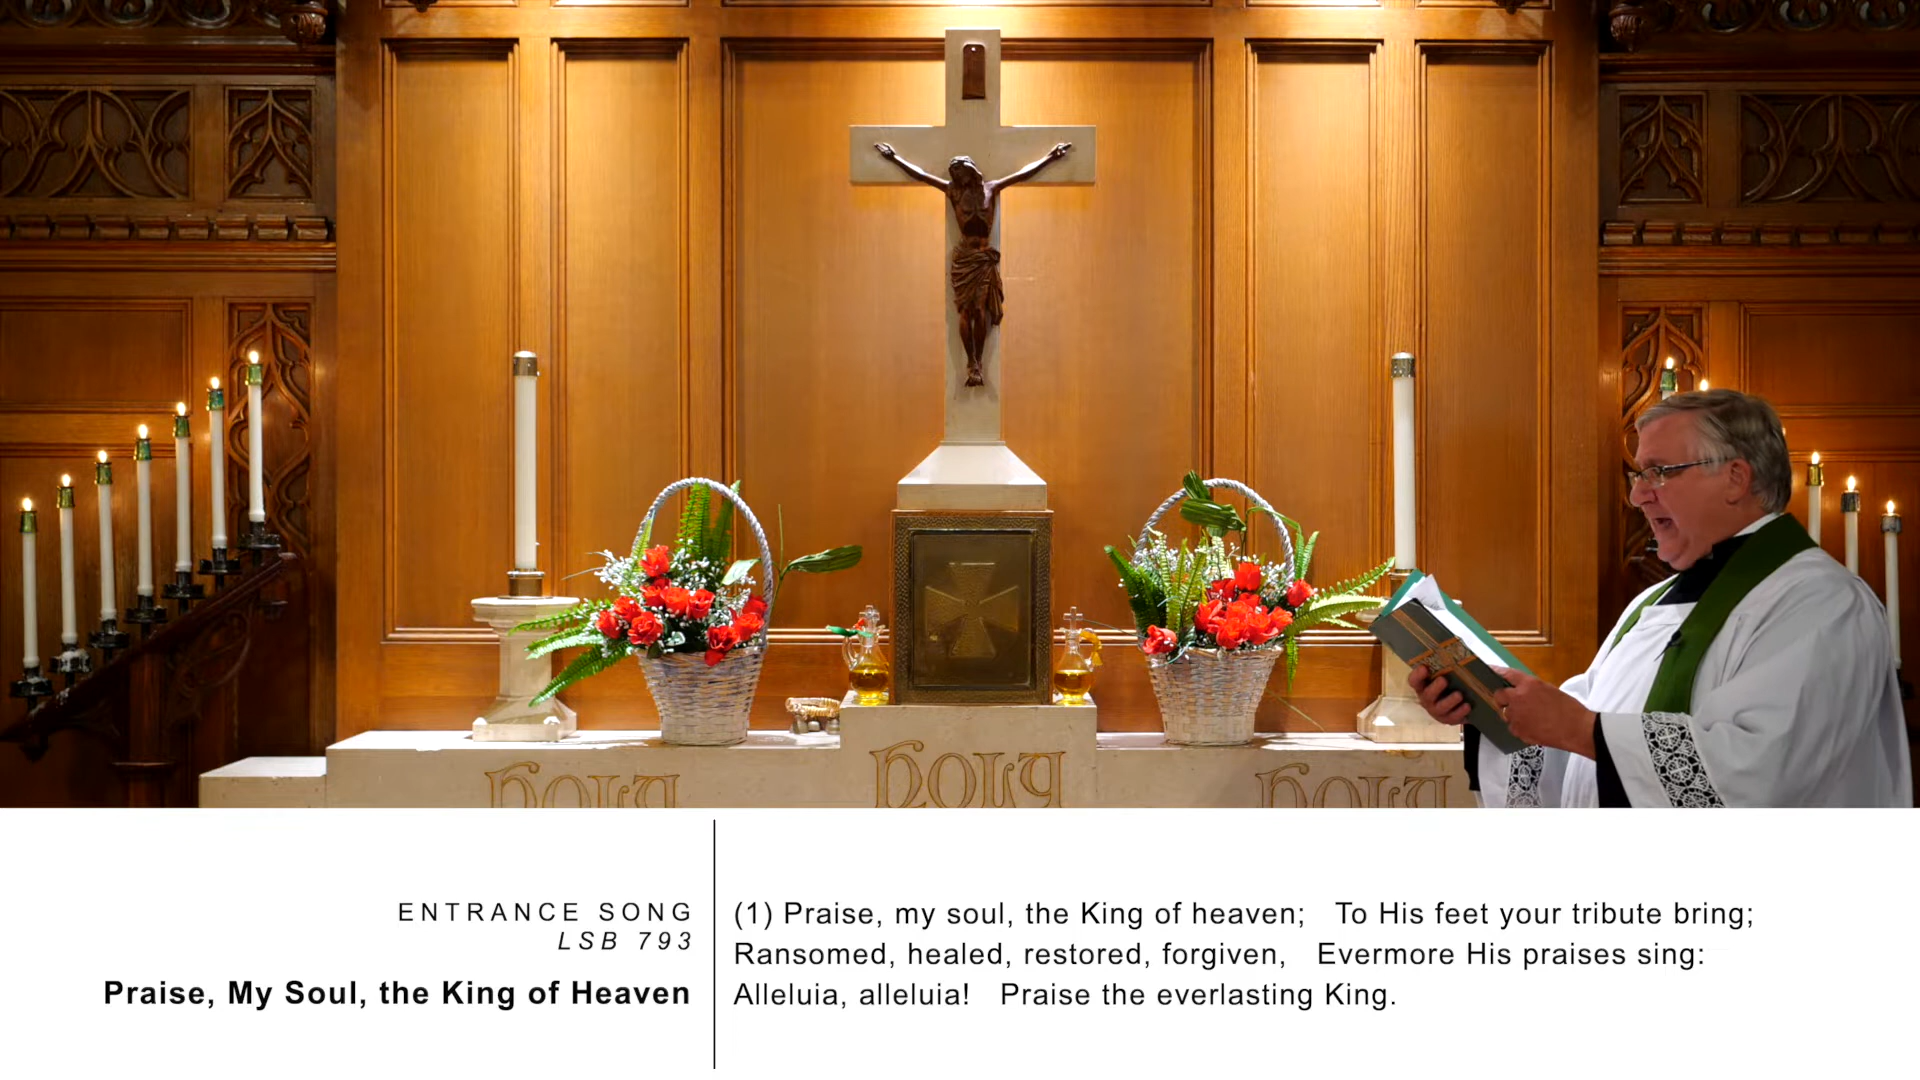 HOLY HOLY HOLY
ENTRANCE SONG
LSB 793
Praise, My Soul, the King of Heaven
(1) Praise, my soul, the King of heaven; To His feet your tribute bring;
Ransomed, healed, restored, forgiven, Evermore His praises sing:
Alleluia, alleluia! Praise the everlasting King.